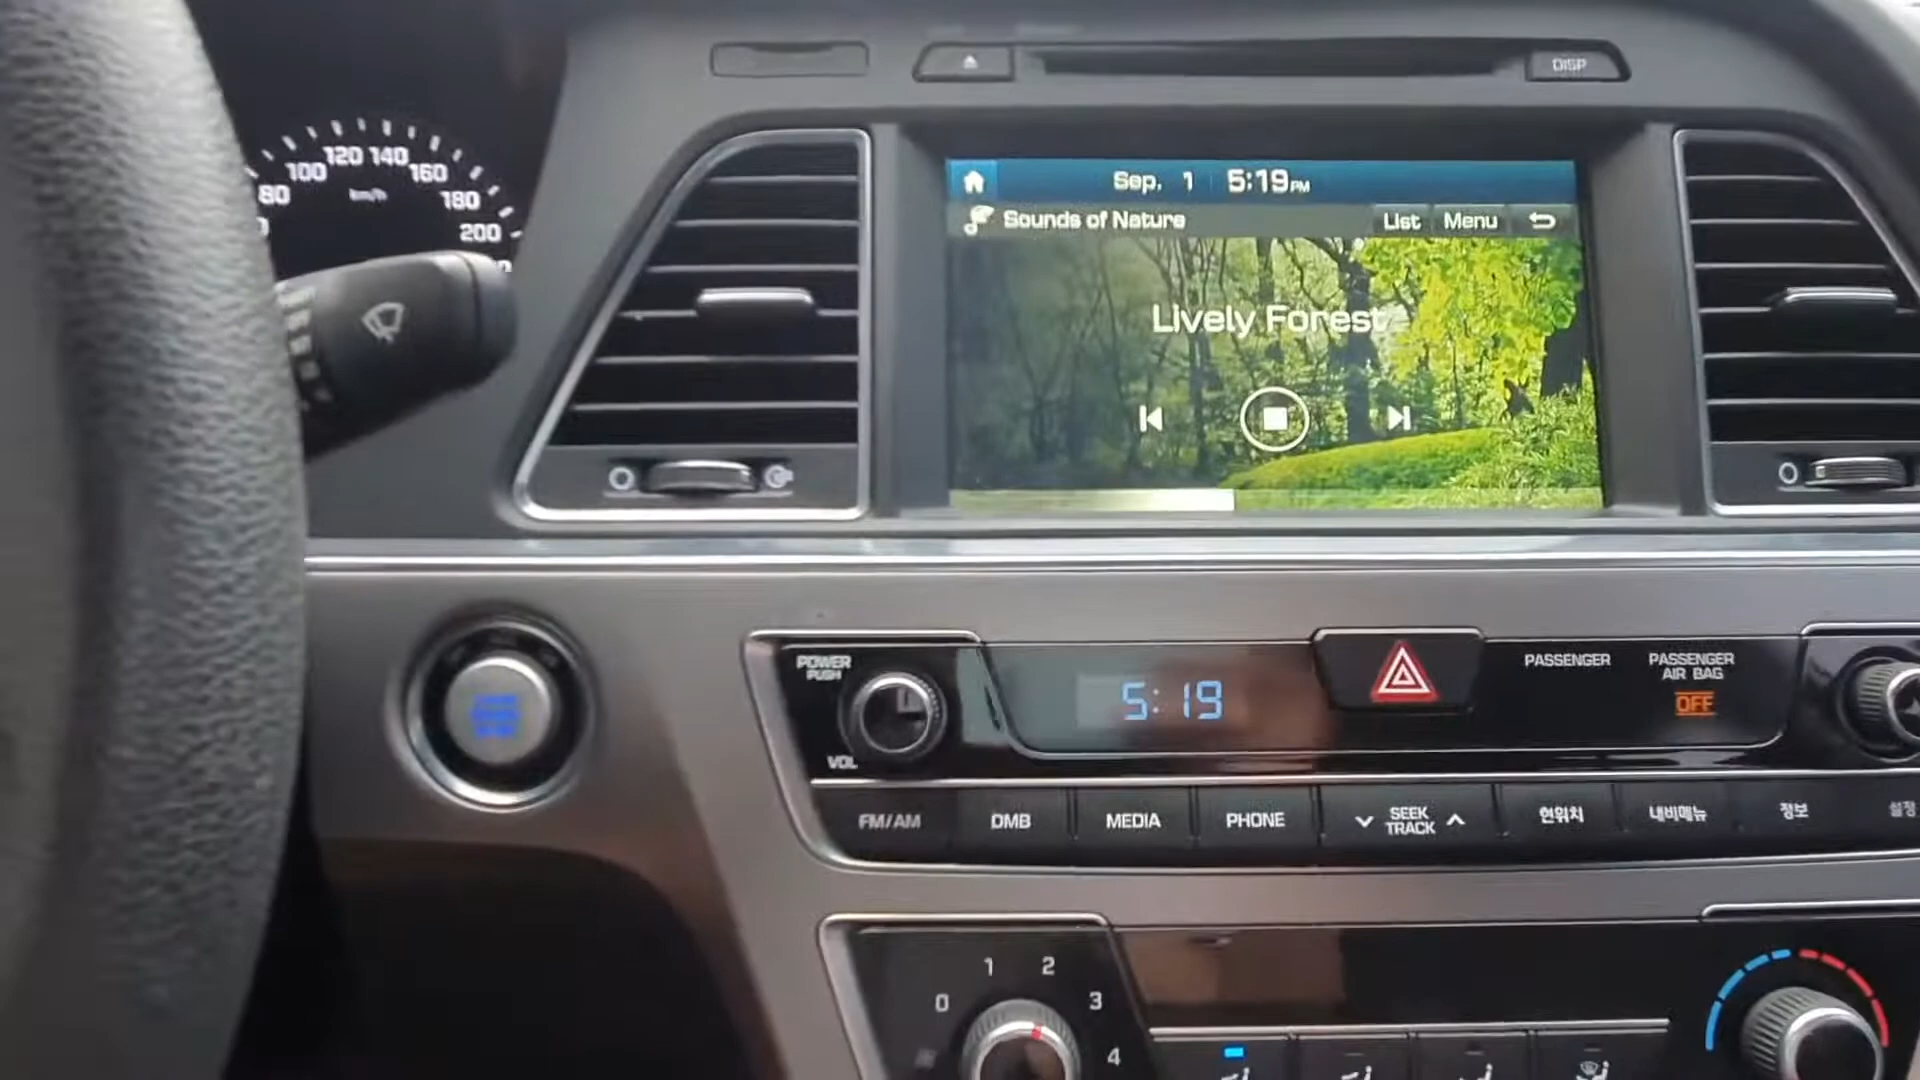 DISP
80
100
120
140
160
180
200
km/h
Sep. 1 5:19PM
Sounds of Nature List Menu
Lively Forest
POWER
PUSH
VOL
5:19
PASSENGER
PASSENGER
AIR BAG
OFF
FM/AM
DMB
MEDIA
PHONE
SEEK
TRACK
현위치
내비메뉴
정보
설정
0
1
2
3
4